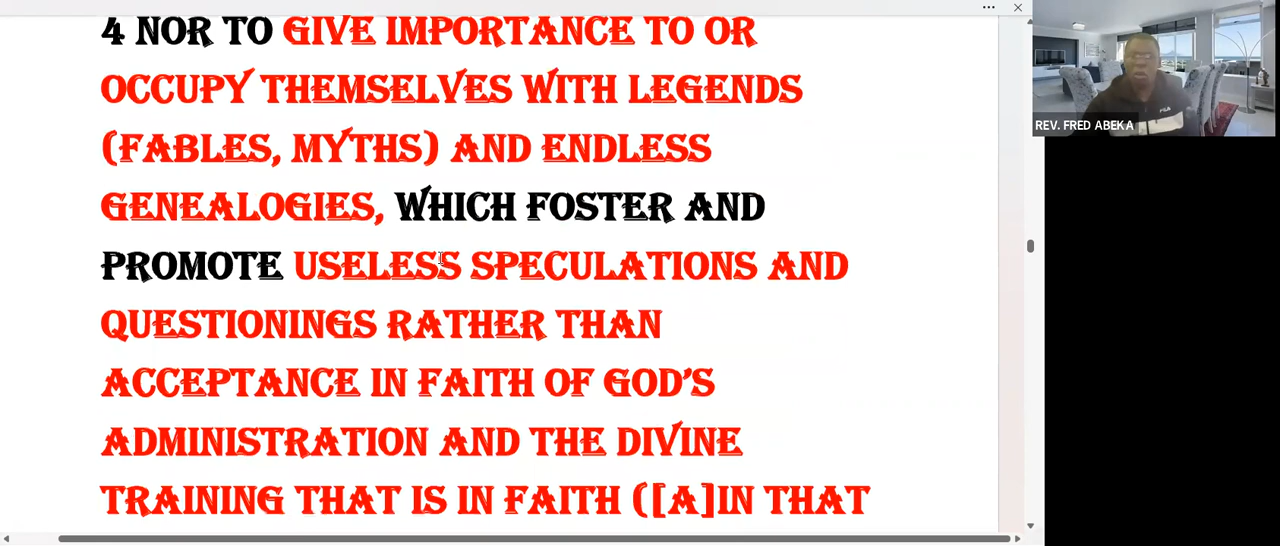 4 NOR TO GIVE IMPORTANCE TO OR
OCCUPY THEMSELVES WITH LEGENDS
(FABLES, MYTHS) AND ENDLESS
GENEALOGIES, WHICH FOSTER AND
PROMOTE USELESS SPECULATIONS AND
QUESTIONINGS RATHER THAN
ACCEPTANCE IN FAITH OF GOD'S
ADMINISTRATION AND THE DIVINE
TRAINING THAT IS IN FAITH ([A]IN THAT
REV. FRED ABEKA
FILA